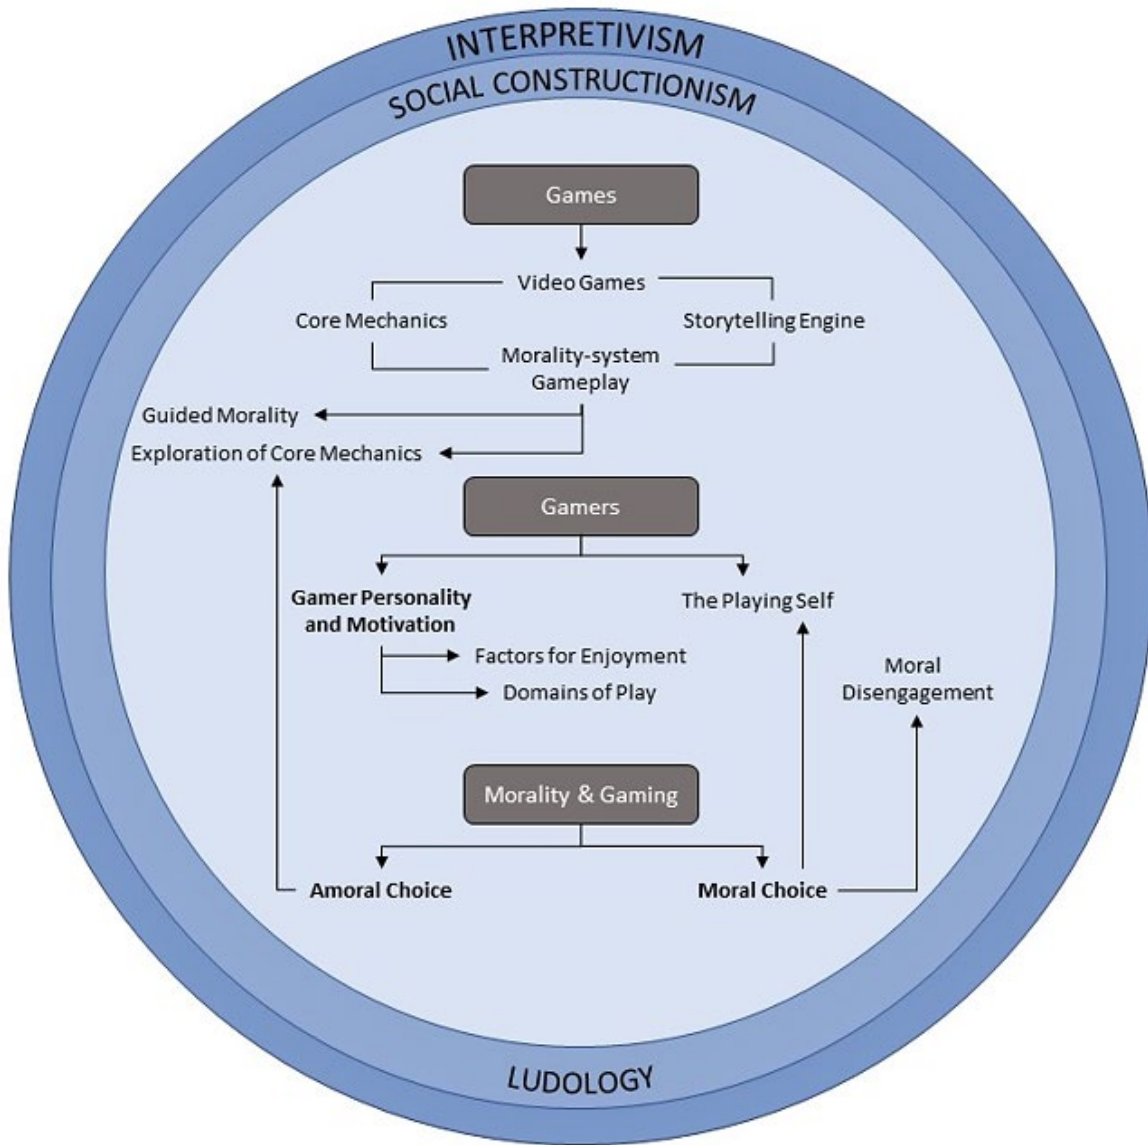 INTERPRETIVISM
SOCIAL CONSTRUCTIONISM
Games
Video Games
Core Mechanics
Storytelling Engine
Morality-system
Gameplay
Guided Morality
Exploration of Core Mechanics
Gamers
Gamer Personality
and Motivation
The Playing Self
Factors for Enjoyment
Domains of Play
Moral
Disengagement
Morality & Gaming
Amoral Choice
Moral Choice
LUDOLOGY